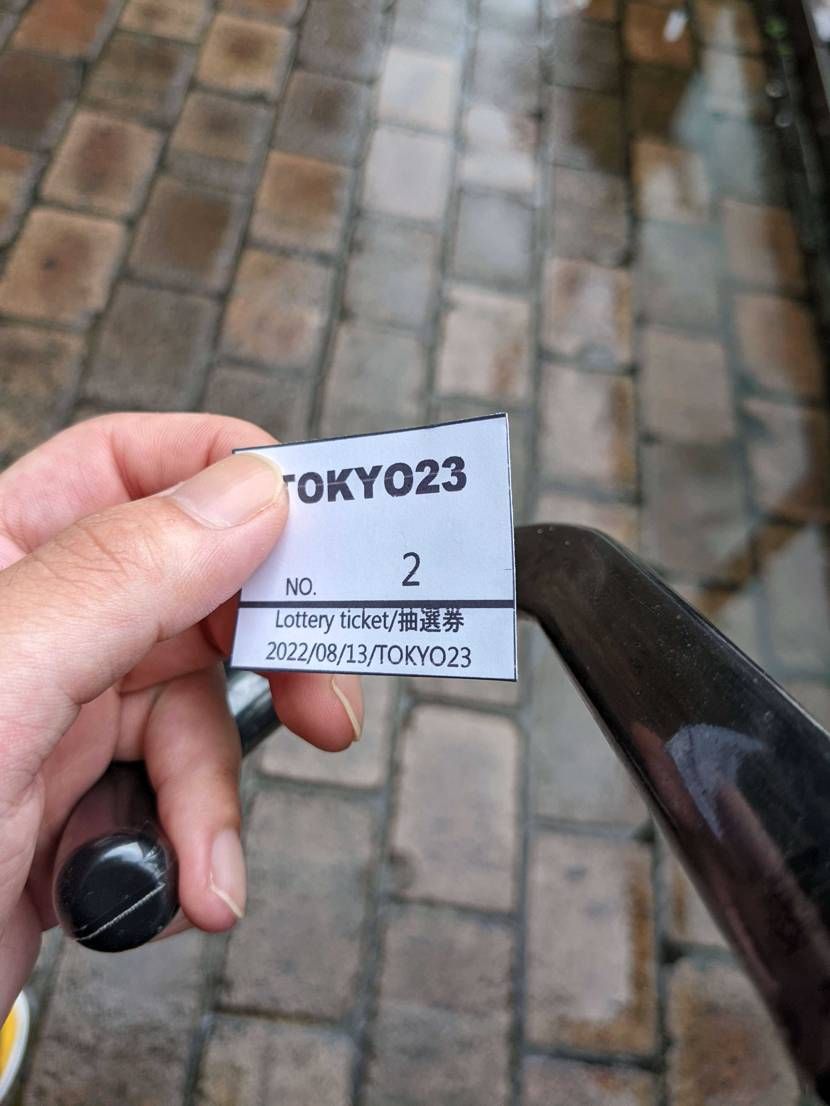 TOKYO23
NO. 2
Lottery ticket/抽選券
2022/08/13/TOKYO23